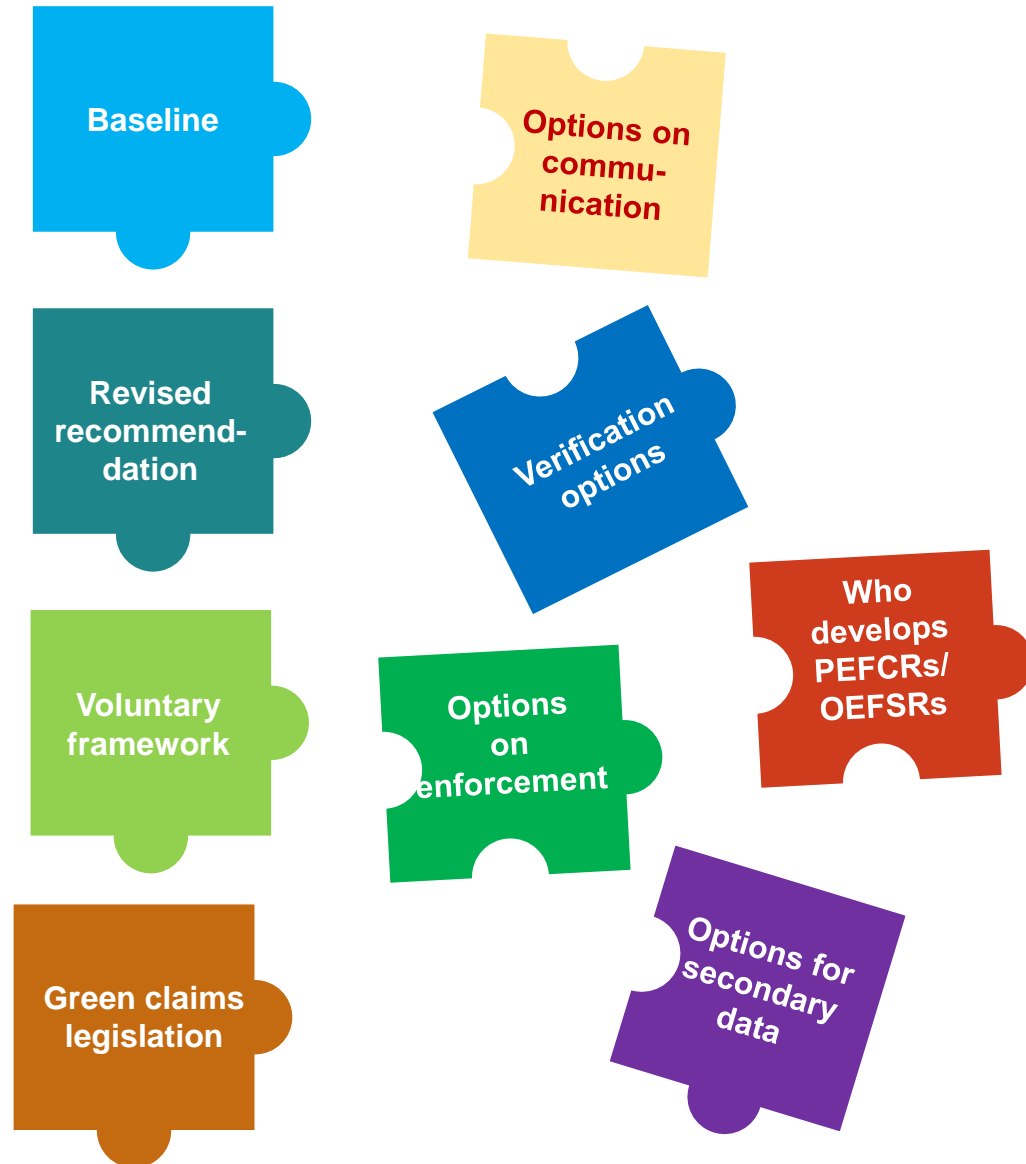 Baseline
Options on
commu-
nication
Revised
recommend-
dation
Verification
options
Who
develops
PEFCRs/
OEFSRs
Voluntary
framework
Options
on
enforcement
Green claims
legislation
Options for
secondary
data